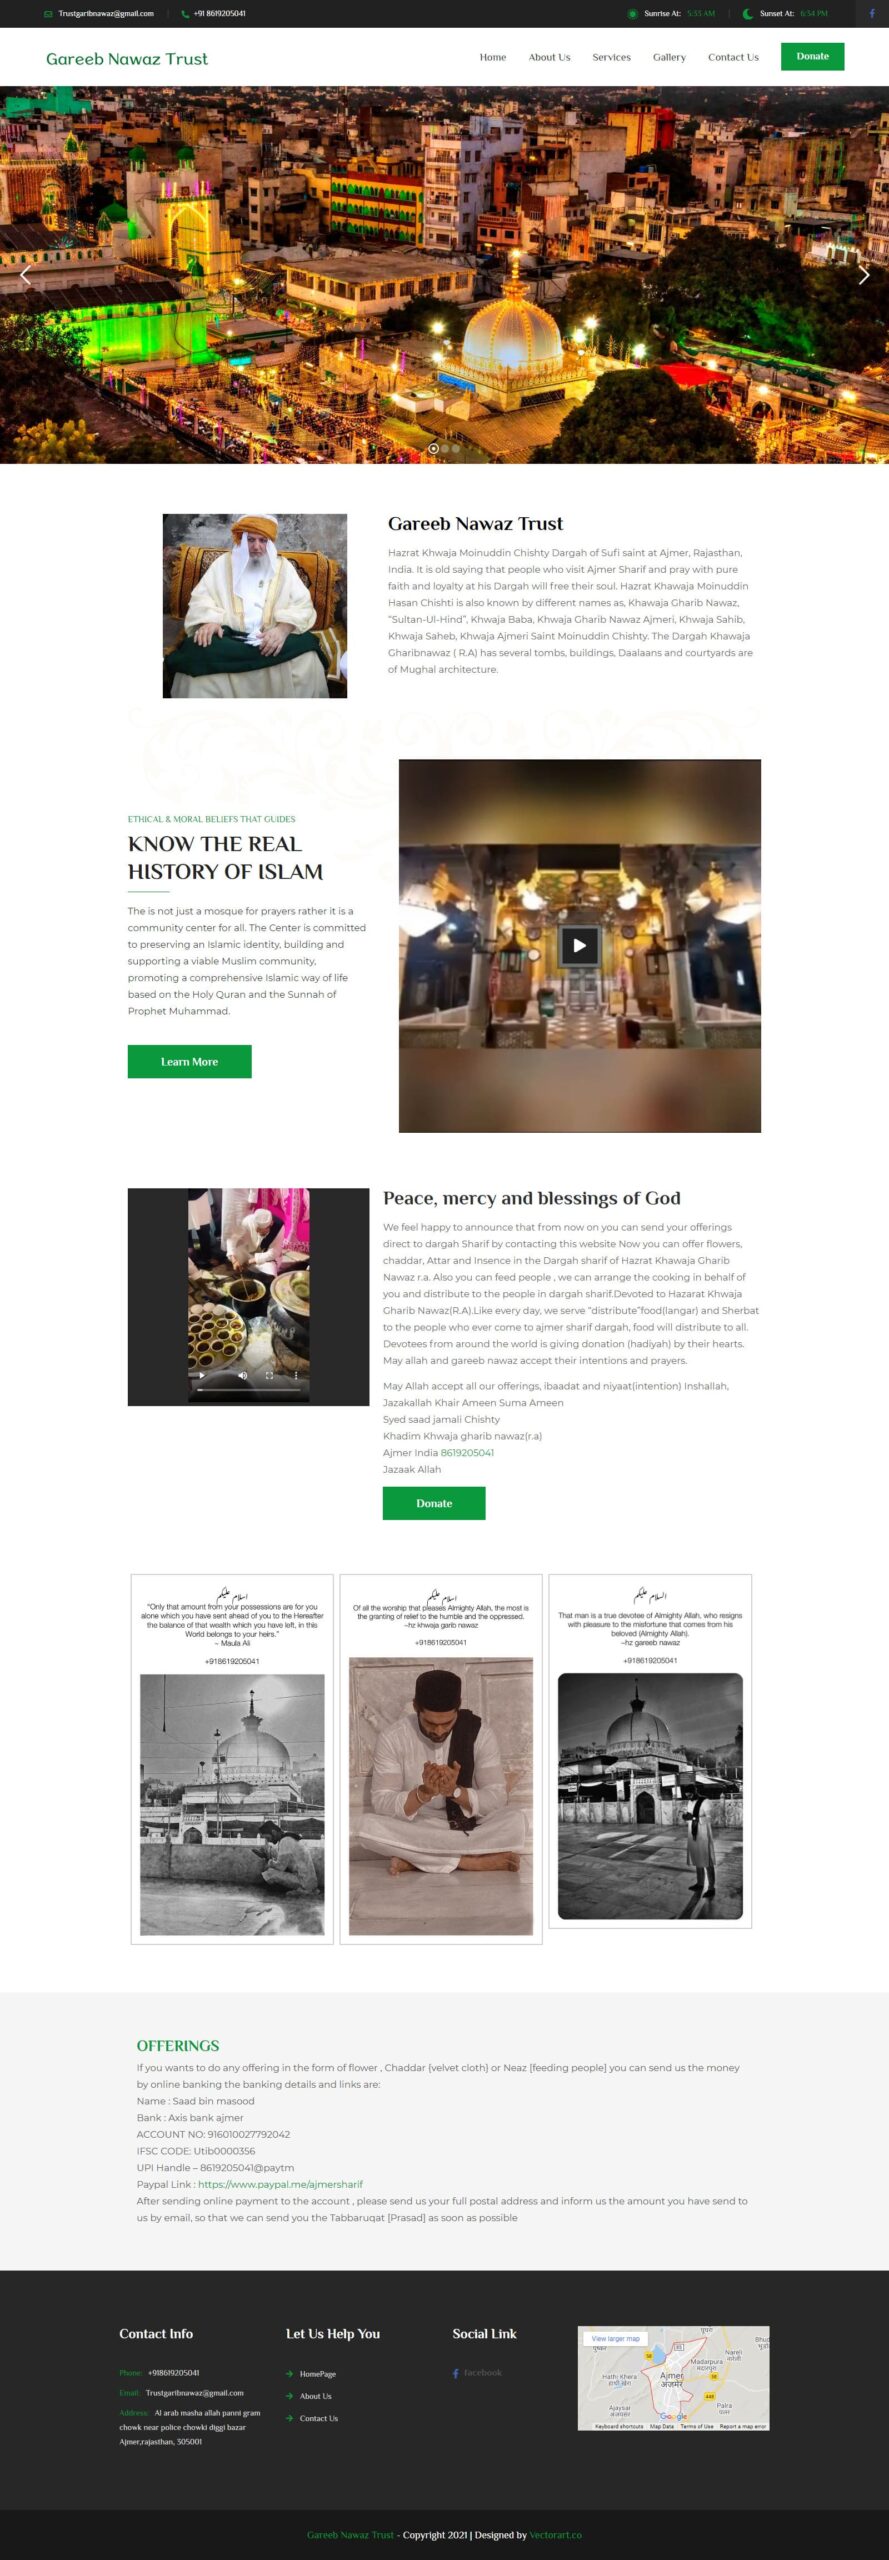 Trustgaribnawaz@gmail.com | +91 8619205041 Sunrise At: 5:33 AM | Sunset At: 6:34 PM
Gareeb Nawaz Trust
Home About Us Services Gallery Contact Us Donate
Gareeb Nawaz Trust
Hazrat Khwaja Moinuddin Chishty Dargah of Sufi saint at Ajmer, Rajasthan,
India. It is old saying that people who visit Ajmer Sharif and pray with pure
faith and loyalty at his Dargah will free their soul. Hazrat Khawaja Moinuddin
Hasan Chishti is also known by different names as, Khawaja Gharib Nawaz,
“Sultan-Ul-Hind”, Khwaja Baba, Khwaja Gharib Nawaz Ajmeri, Khwaja Sahib,
Khwaja Saheb, Khwaja Ajmeri Saint Moinuddin Chishty. The Dargah Khawaja
Gharibnawaz ( R.A) has several tombs, buildings, Daalaans and courtyards are
of Mughal architecture.
ETHICAL & MORAL BELIEFS THAT GUIDES
KNOW THE REAL
HISTORY OF ISLAM
The is not just a mosque for prayers rather it is a
community center for all. The Center is committed
to preserving an Islamic identity, building and
supporting a viable Muslim community,
promoting a comprehensive Islamic way of life
based on the Holy Quran and the Sunnah of
Prophet Muhammad.
Learn More
Peace, mercy and blessings of God
We feel happy to announce that from now on you can send your offerings
direct to dargah Sharif by contacting this website Now you can offer flowers,
chaddar, Attar and Insence in the Dargah sharif of Hazrat Khawaja Gharib
Nawaz r.a. Also you can feed people , we can arrange the cooking in behalf of
you and distribute to the people in dargah sharif.Devoted to Hazarat Khwaja
Gharib Nawaz(R.A).Like every day, we serve “distribute”food(langar) and Sherbat
to the people who ever come to ajmer sharif dargah, food will distribute to all.
Devotees from around the world is giving donation (hadiyah) by their hearts.
May allah and gareeb nawaz accept their intentions and prayers.
May Allah accept all our offerings, ibaadat and niyaat(intention) Inshallah,
Jazakallah Khair Ameen Suma Ameen
Syed saad jamali Chishty
Khadim Khwaja gharib nawaz(r.a)
Ajmer India 8619205041
Jazaak Allah
Donate
اسلام علیکم
“Only that amount from your possessions are for you
alone which you have sent ahead of you to the Hereafter
the balance of that wealth which you have left, in this
World belongs to your heirs.”
~ Maula Ali
+918619205041
اسلام علیکم
Of all the worship that pleases Almighty Allah, the most is
the granting of relief to the humble and the oppressed.
~hz khwaja garib nawaz
+918619205041
السلام علیکم
That man is a true devotee of Almighty Allah, who resigns
with pleasure to the misfortune that comes from his
beloved (Almighty Allah).
~hz gareeb nawaz
+918619205041
OFFERINGS
If you wants to do any offering in the form of flower , Chaddar {velvet cloth} or Neaz [feeding people] you can send us the money
by online banking the banking details and links are:
Name : Saad bin masood
Bank : Axis bank ajmer
ACCOUNT NO: 916010027792042
IFSC CODE: Utib0000356
UPI Handle – 8619205041@paytm
Paypal Link : https://www.paypal.me/ajmersharif
After sending online payment to the account , please send us your full postal address and inform us the amount you have send to
us by email, so that we can send you the Tabbaruqat [Prasad] as soon as possible
Contact Info
Phone: +918619205041
Email: Trustgaribnawaz@gmail.com
Address: Al arab masha allah panni gram
chowk near police chowki diggi bazar
Ajmer,rajasthan, 305001
Let Us Help You
HomePage
About Us
Contact Us
Social Link
facebook
View larger map
Nareli
नारेली
Hathi Khera
हाथी खेड़ा
Madarpura
मदारपुरा
Ajmer
अजमेर
Palra
पालरा
Ajaysar
अजयसर
58
58
448
Google
Keyboard shortcuts Map Data Terms of Use Report a map error
Gareeb Nawaz Trust - Copyright 2021 | Designed by Vectorart.co